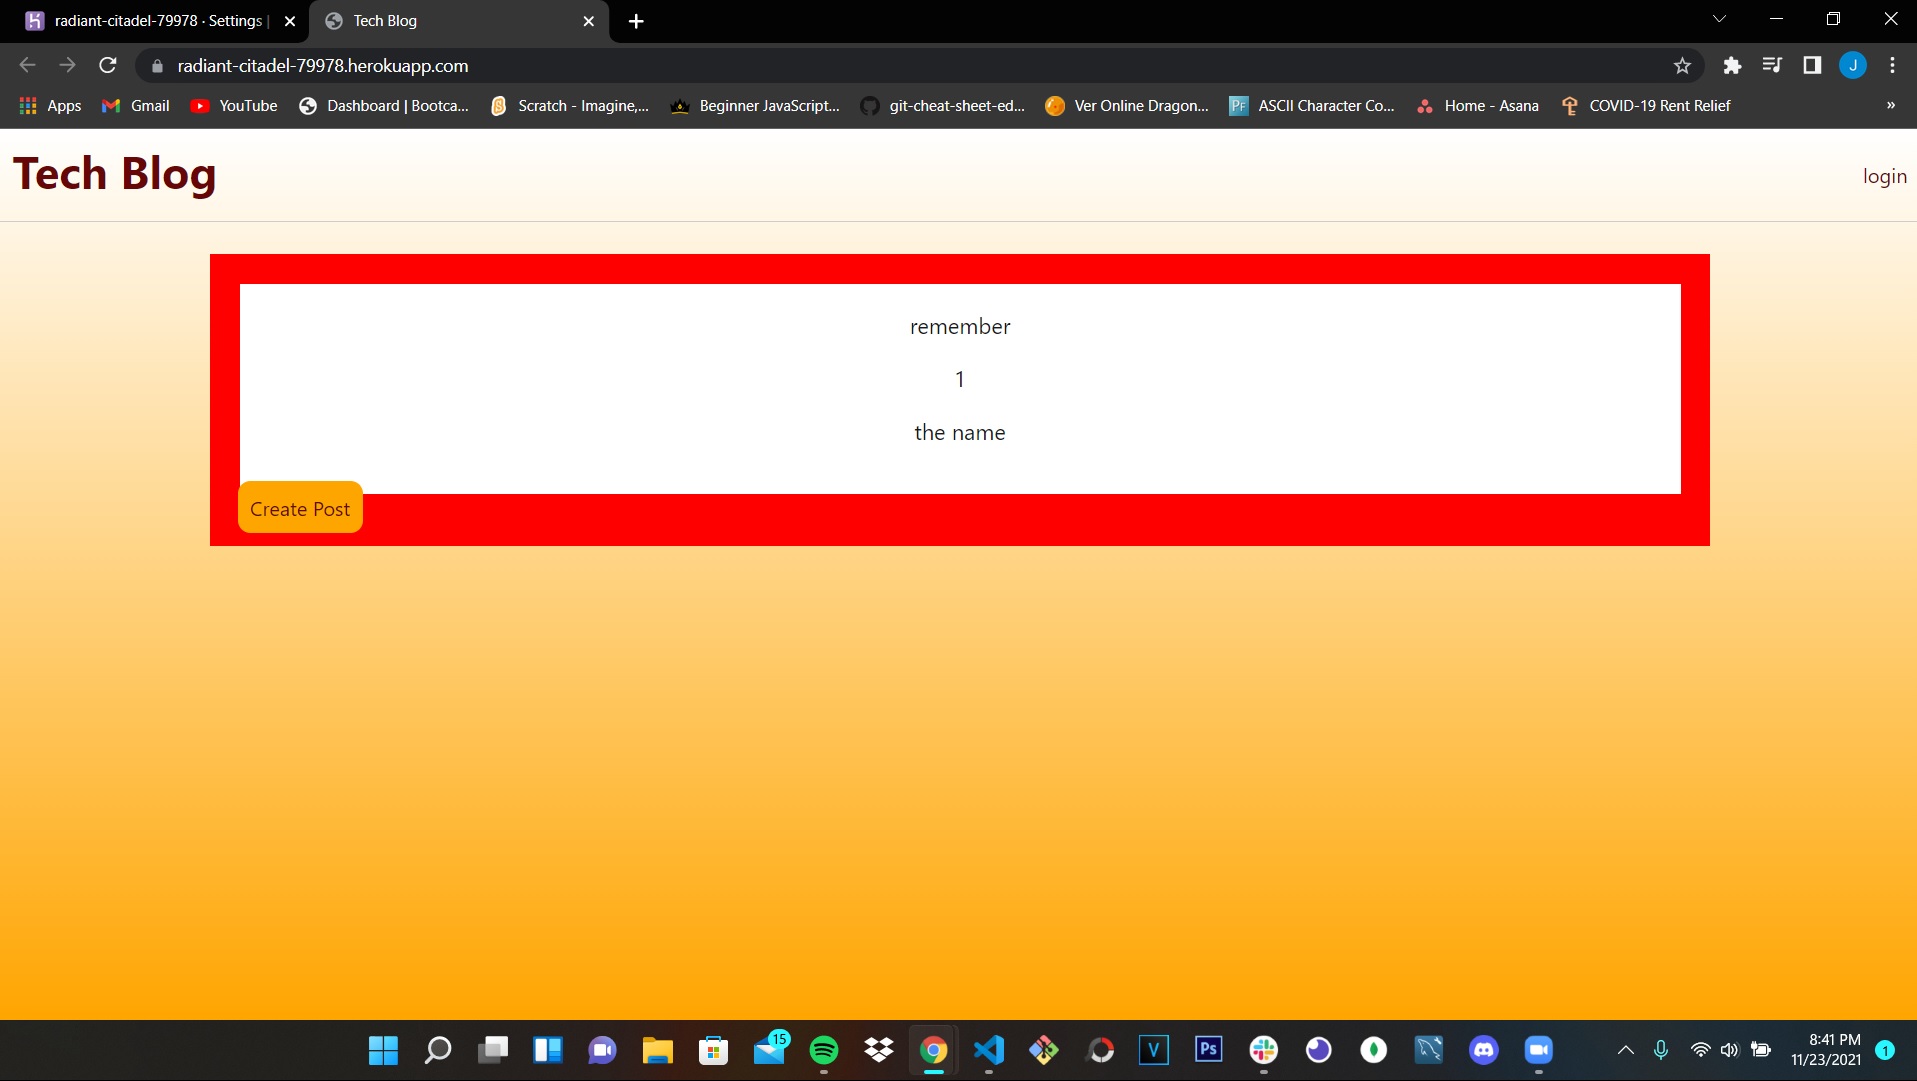 radiant-citadel-79978 · Settings |
Tech Blog
radiant-citadel-79978.herokuapp.com
J
Apps
Gmail
YouTube
Dashboard | Bootca...
Scratch - Imagine,...
Beginner JavaScript...
git-cheat-sheet-ed...
Ver Online Dragon...
PF
ASCII Character Co...
Home - Asana
COVID-19 Rent Relief
»
Tech Blog
login
remember
1
the name
Create Post
15
V
Ps
8:41 PM
11/23/2021
1